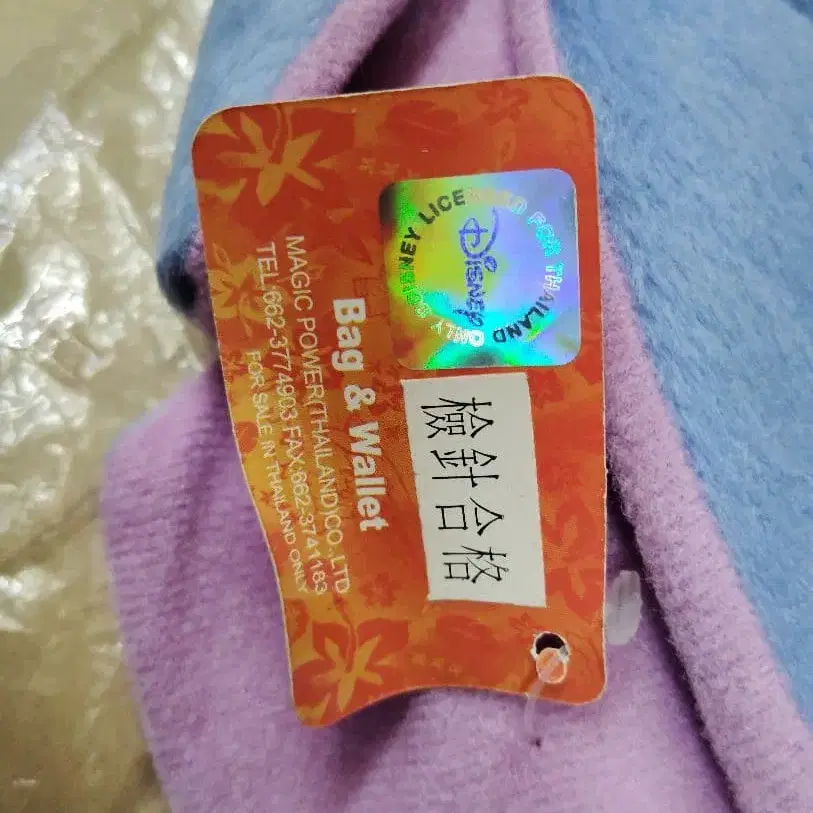 DISNEY LICENSED FOR THAILAND ONLY
DISNEY
檢針合格
Bag & Wallet
MAGIC POWER(THAILAND)CO.,LTD
TEL:662-3774903 FAX:662-3741183
FOR SALE IN THAILAND ONLY